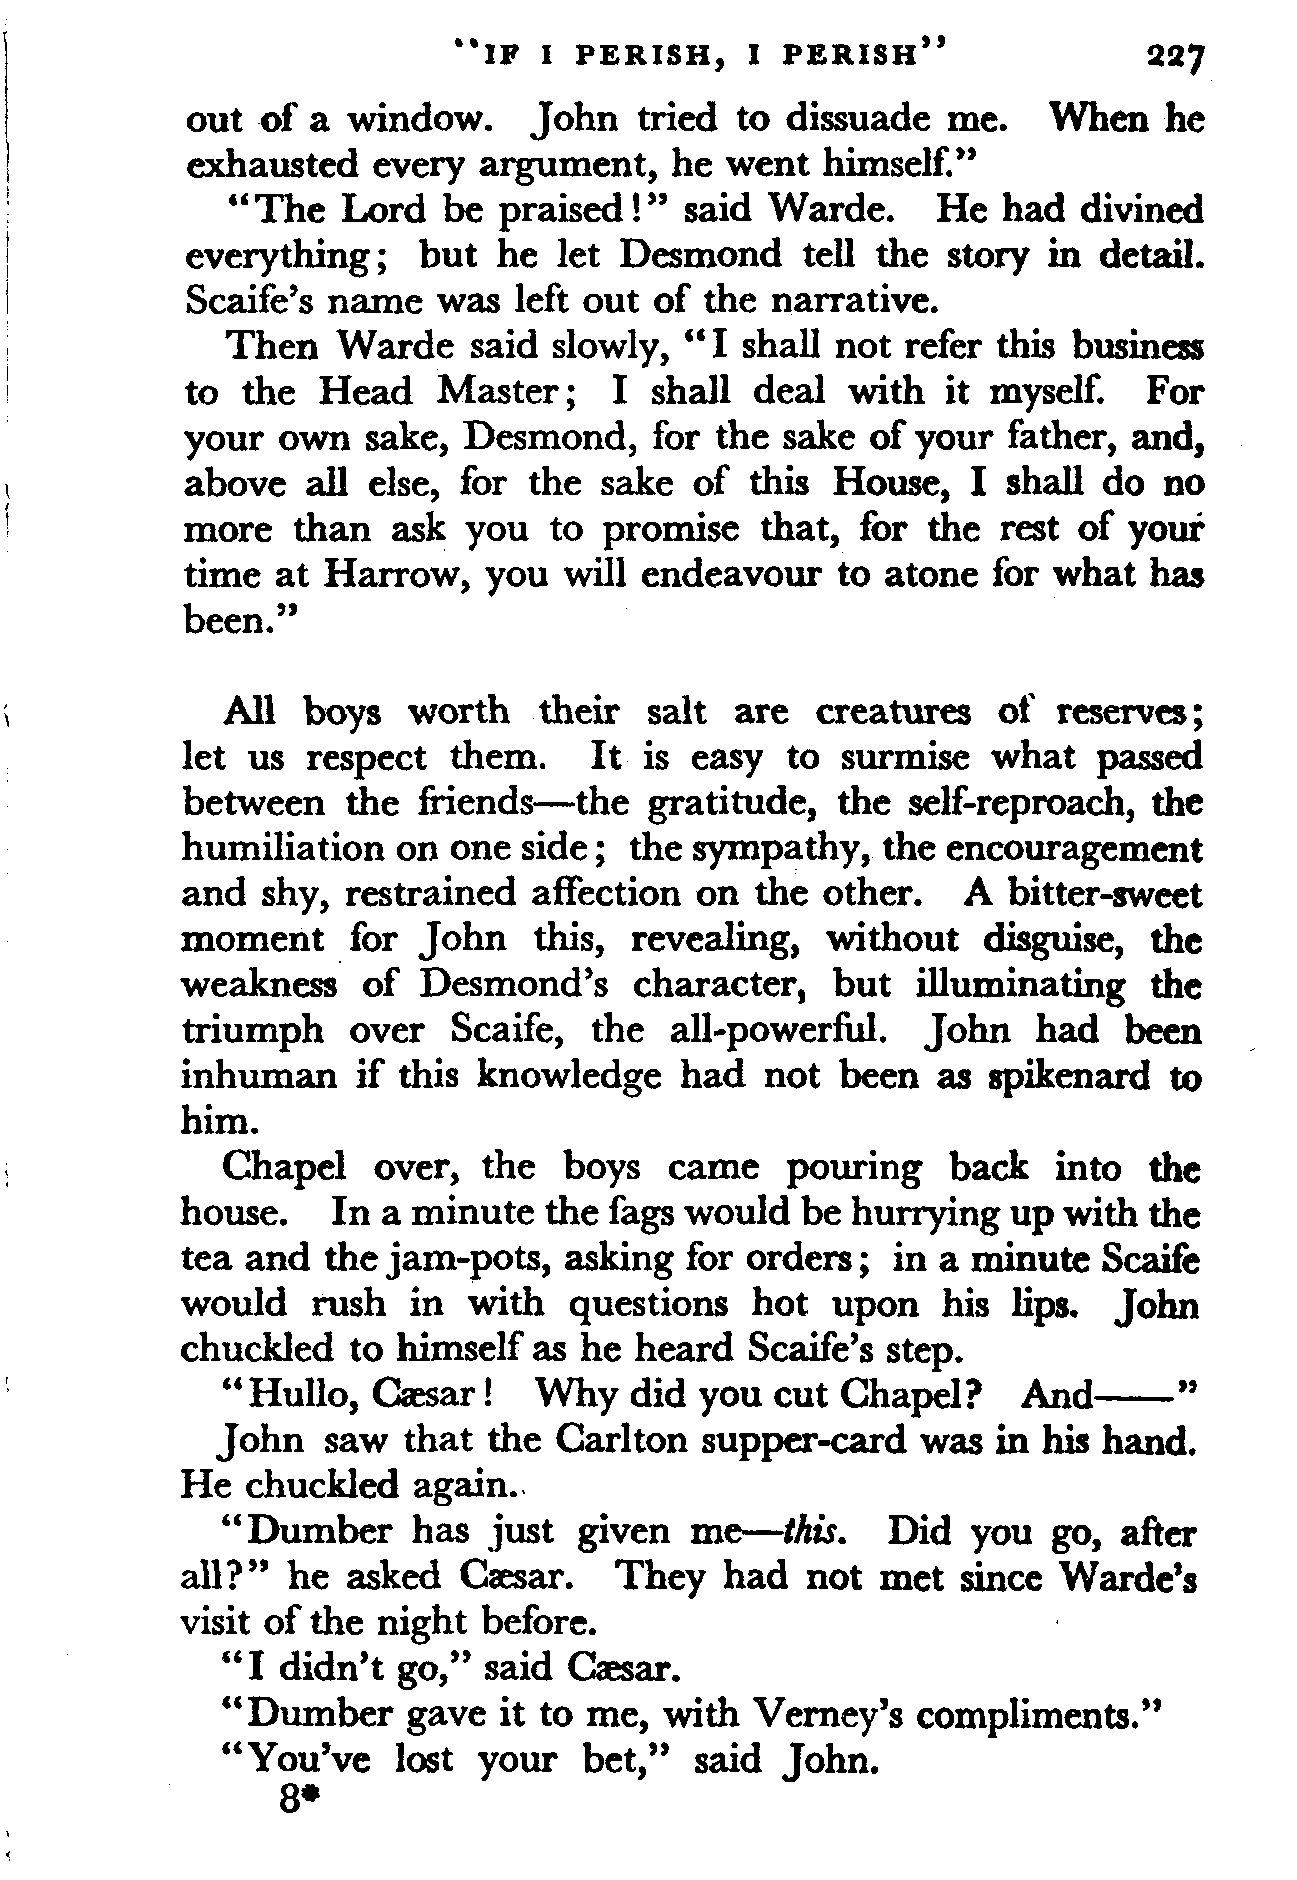 "IF I PERISH, I PERISH" 227
out of a window. John tried to dissuade me. When he
exhausted every argument, he went himself."
"The Lord be praised!" said Warde. He had divined
everything; but he let Desmond tell the story in detail.
Scaife's name was left out of the narrative.
Then Warde said slowly, "I shall not refer this business
to the Head Master; I shall deal with it myself. For
your own sake, Desmond, for the sake of your father, and,
above all else, for the sake of this House, I shall do no
more than ask you to promise that, for the rest of your
time at Harrow, you will endeavour to atone for what has
been."
All boys worth their salt are creatures of reserves;
let us respect them. It is easy to surmise what passed
between the friends—the gratitude, the self-reproach, the
humiliation on one side; the sympathy, the encouragement
and shy, restrained affection on the other. A bitter-sweet
moment for John this, revealing, without disguise, the
weakness of Desmond's character, but illuminating the
triumph over Scaife, the all-powerful. John had been
inhuman if this knowledge had not been as spikenard to
him.
Chapel over, the boys came pouring back into the
house. In a minute the fags would be hurrying up with the
tea and the jam-pots, asking for orders; in a minute Scaife
would rush in with questions hot upon his lips. John
chuckled to himself as he heard Scaife's step.
"Hullo, Cæsar! Why did you cut Chapel? And——"
John saw that the Carlton supper-card was in his hand.
He chuckled again.
"Dumber has just given me—this. Did you go, after
all?" he asked Cæsar. They had not met since Warde's
visit of the night before.
"I didn't go," said Cæsar.
"Dumber gave it to me, with Verney's compliments."
"You've lost your bet," said John.
8*